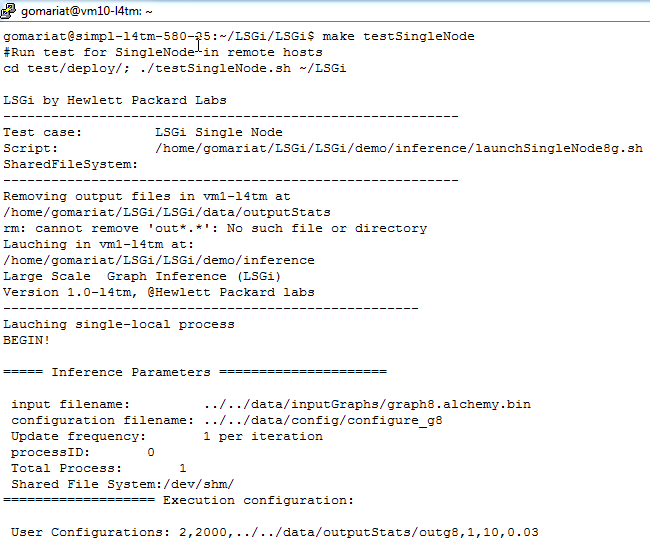 gomariat@vm10-l4tm: ~
gomariat@simpl-l4tm-580-25:~/LSGi/LSGi$ make testSingleNode
#Run test for SingleNode in remote hosts
cd test/deploy/; ./testSingleNode.sh ~/LSGi
LSGi by Hewlett Packard Labs
---------------------------------------------------------
Test case:         LSGi Single Node
Script:            /home/gomariat/LSGi/LSGi/demo/inference/launchSingleNode8g.sh
SharedFileSystem:
---------------------------------------------------------
Removing output files in vm1-l4tm at
/home/gomariat/LSGi/LSGi/data/outputStats
rm: cannot remove 'out*.*': No such file or directory
Lauching in vm1-l4tm at:
/home/gomariat/LSGi/LSGi/demo/inference
Large Scale  Graph Inference (LSGi)
Version 1.0-l4tm, @Hewlett Packard labs
----------------------------------------------------
Lauching single-local process
BEGIN!
===== Inference Parameters =====================
input filename:         ../../data/inputGraphs/graph8.alchemy.bin
configuration filename: ../../data/config/configure_g8
Update frequency:       1 per iteration
processID:       0
Total Process:       1
Shared File System:/dev/shm/
=================== Execution configuration:
User Configurations: 2,2000,../../data/outputStats/outg8,1,10,0.03